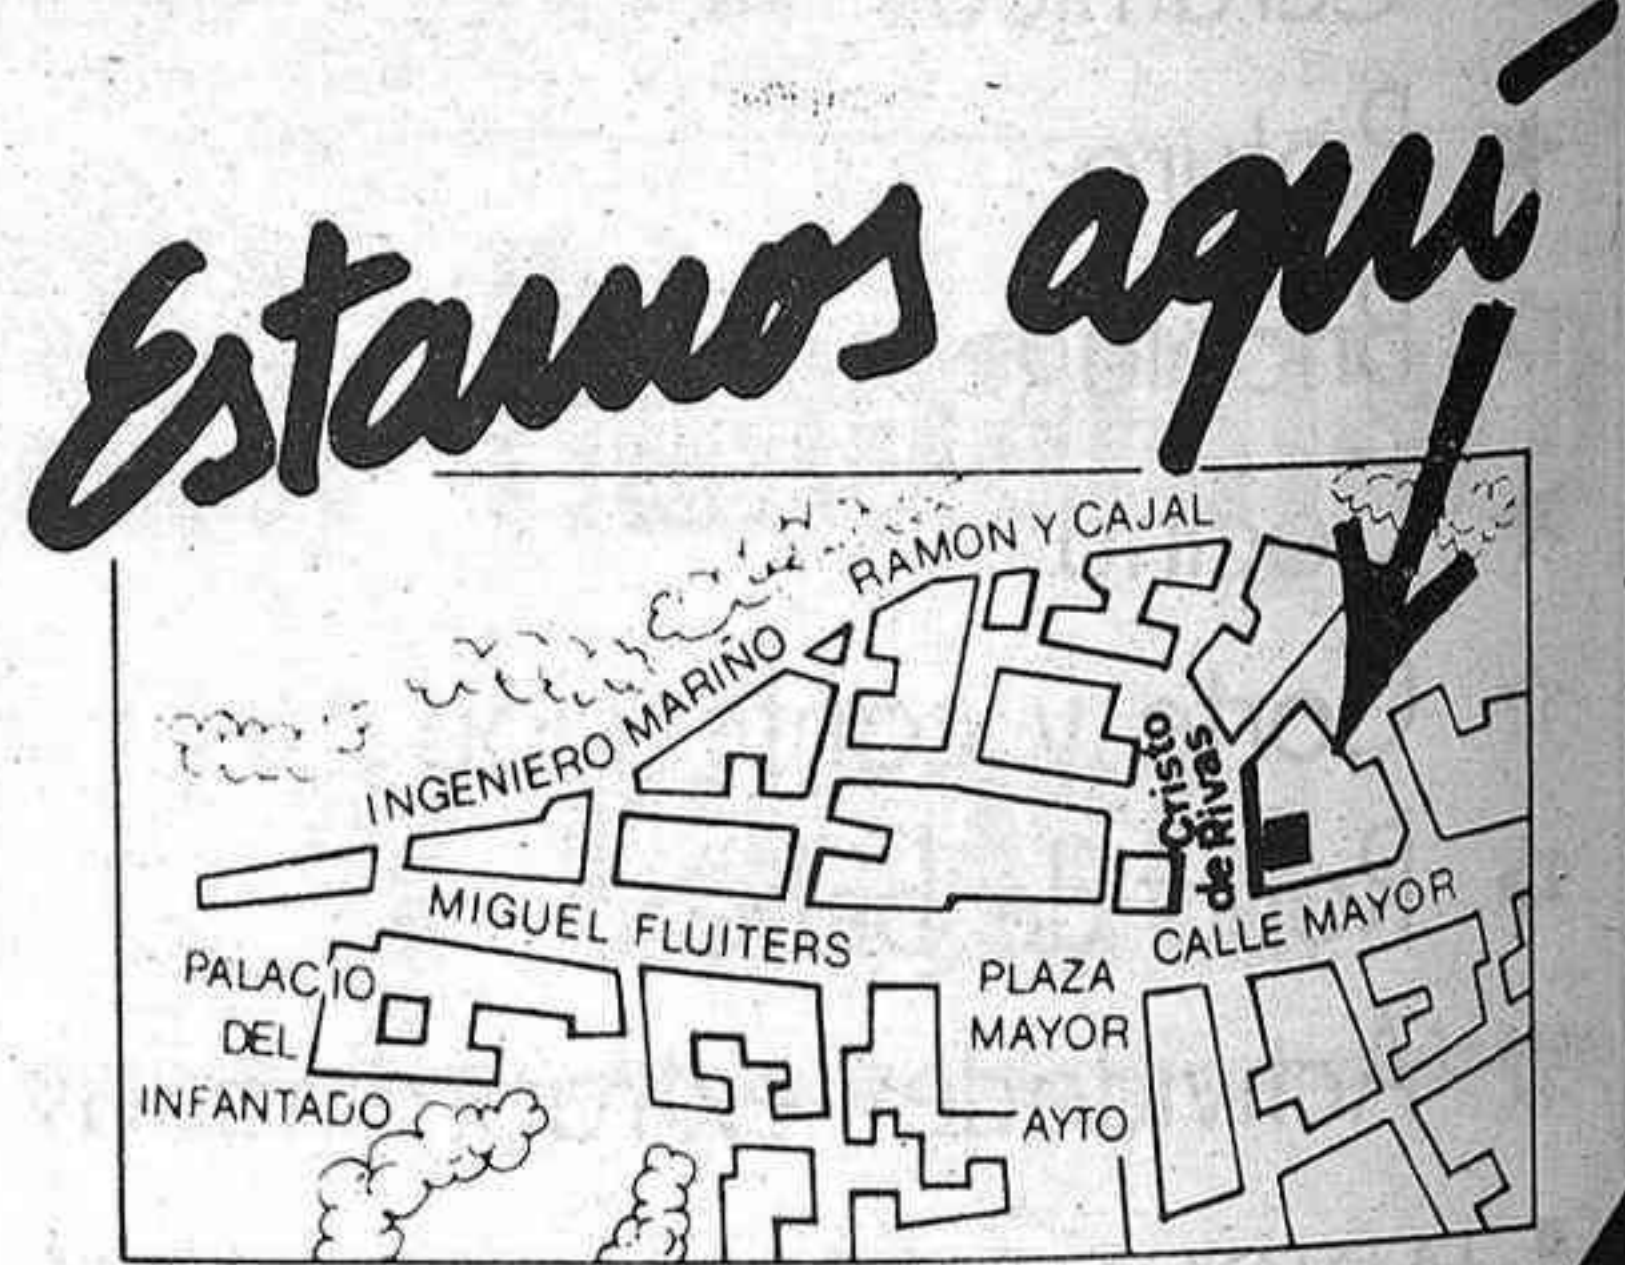 Estamos aquí
RAMON Y CAJAL
INGENIERO MARIÑO
Cristo
de Rivas
MIGUEL FLUITERS
CALLE MAYOR
PALACIO
DEL
INFANTADO
PLAZA
MAYOR
AYTO